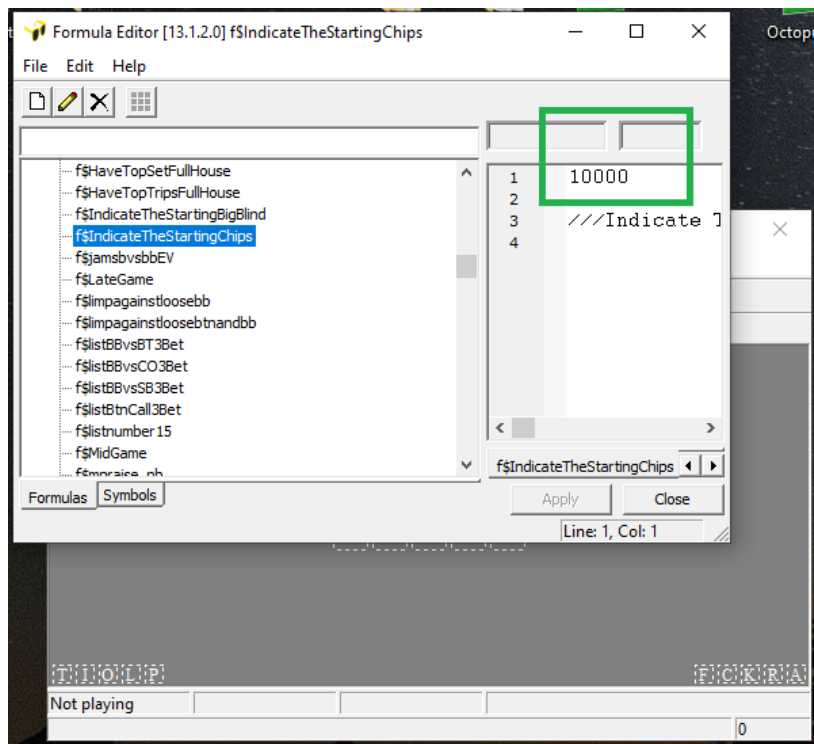 Formula Editor [13.1.2.0] f$IndicateTheStartingChips
Octop
File Edit Help
f$HaveTopSetFullHouse
f$HaveTopTripsFullHouse
f$IndicateTheStartingBigBlind
f$IndicateTheStartingChips
f$jamsbvsbbEV
f$LateGame
f$limpagainstloosebb
f$limpagainstloosebtnandbb
f$listBBvsBT3Bet
f$listBBvsCO3Bet
f$listBBvsSB3Bet
f$listBtnCall3Bet
f$listnumber15
f$MidGame
1 10000
2
3 ///Indicate T
4
f$IndicateTheStartingChips
Formulas Symbols
Apply Close
Line: 1, Col: 1
T I O L P
F C K R A
Not playing
0